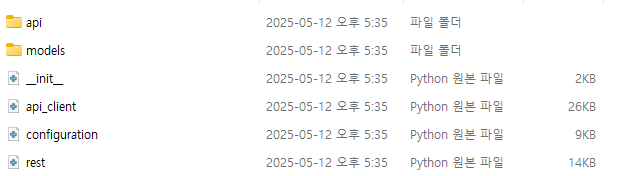 api 2025-05-12 오후 5:35 파일 폴더
models 2025-05-12 오후 5:35 파일 폴더
__init__ 2025-05-12 오후 5:35 Python 원본 파일 2KB
api_client 2025-05-12 오후 5:35 Python 원본 파일 26KB
configuration 2025-05-12 오후 5:35 Python 원본 파일 9KB
rest 2025-05-12 오후 5:35 Python 원본 파일 14KB